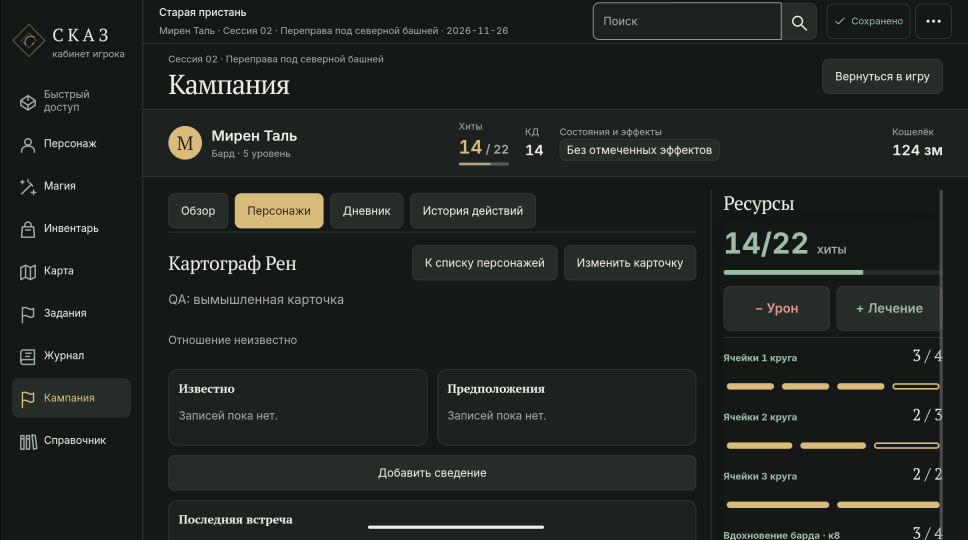 СКАЗ
кабинет игрока
Быстрый
доступ
Персонаж
Магия
Инвентарь
Карта
Задания
Журнал
Кампания
Справочник
Старая пристань
Мирен Таль · Сессия 02 · Переправа под северной башней · 2026-11-26
Поиск
Сохранено
Сессия 02 · Переправа под северной башней
Кампания
Вернуться в игру
М
Мирен Таль
Бард · 5 уровень
Хиты
14 / 22
КД
14
Состояния и эффекты
Без отмеченных эффектов
Кошелёк
124 зм
Обзор
Персонажи
Дневник
История действий
Картограф Рен
К списку персонажей
Изменить карточку
QA: вымышленная карточка
Отношение неизвестно
Известно
Записей пока нет.
Предположения
Записей пока нет.
Добавить сведение
Последняя встреча
Ресурсы
14/22 хиты
− Урон
+ Лечение
Ячейки 1 круга 3 / 4
Ячейки 2 круга 2 / 3
Ячейки 3 круга 2 / 2
Вдохновение барда · к8 3 / 4